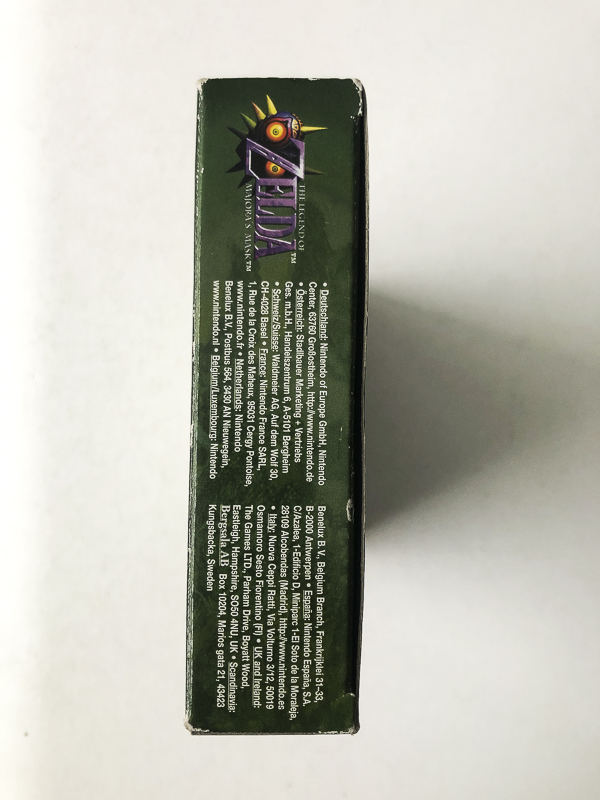 THE LEGEND OF
ZELDA™
MAJORA'S MASK™
• Deutschland: Nintendo of Europe GmbH, Nintendo
Center, 63760 Großostheim, http://www.nintendo.de
• Österreich: Stadlbauer Marketing + Vertriebs
Ges. m.b.H., Handelszentrum 6, A-5101 Bergheim
• Schweiz/Suisse: Waldmeier AG, Auf dem Wolf 30,
CH-4028 Basel • France: Nintendo France SARL,
1, Rue de la Croix des Maheux, 95031 Cergy Pontoise,
www.nintendo.fr • Netherlands: Nintendo
Benelux B.V., Postbus 564, 3430 AN Nieuwegein,
www.nintendo.nl • Belgium/Luxembourg: Nintendo
Benelux B.V., Belgium Branch, Frankrijklei 31-33,
B-2000 Antwerpen • España: Nintendo España, S.A.
C/Azalea, 1-Edificio D, Miniparc 1-El Soto de la Moraleja,
28109 Alcobendas (Madrid), http://www.nintendo.es
• Italy: Nuova Ceppi Ratti, Via Volturno 3/12, 50019
Osmannoro Sesto Fiorentino (FI) • UK and Ireland:
The Games LTD., Parham Drive, Boyatt Wood,
Eastleigh, Hampshire, SO50 4NU, UK • Scandinavia:
Bergsala AB Box 10204, Marios gata 21, 43423
Kungsbacka, Sweden